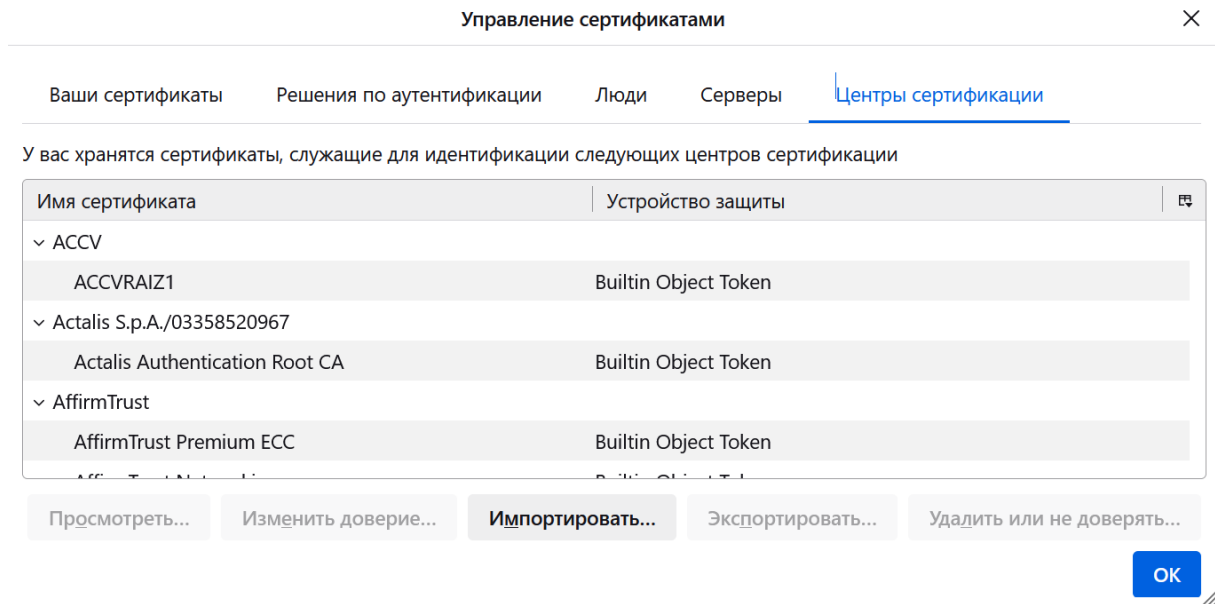 Управление сертификатами
Ваши сертификаты Решения по аутентификации Люди Серверы Центры сертификации
У вас хранятся сертификаты, служащие для идентификации следующих центров сертификации
Имя сертификата Устройство защиты
ACCV
ACCVRAIZ1 Builtin Object Token
Actalis S.p.A./03358520967
Actalis Authentication Root CA Builtin Object Token
AffirmTrust
AffirmTrust Premium ECC Builtin Object Token
Просмотреть... Изменить доверие... Импортировать... Экспортировать... Удалить или не доверять...
ОК